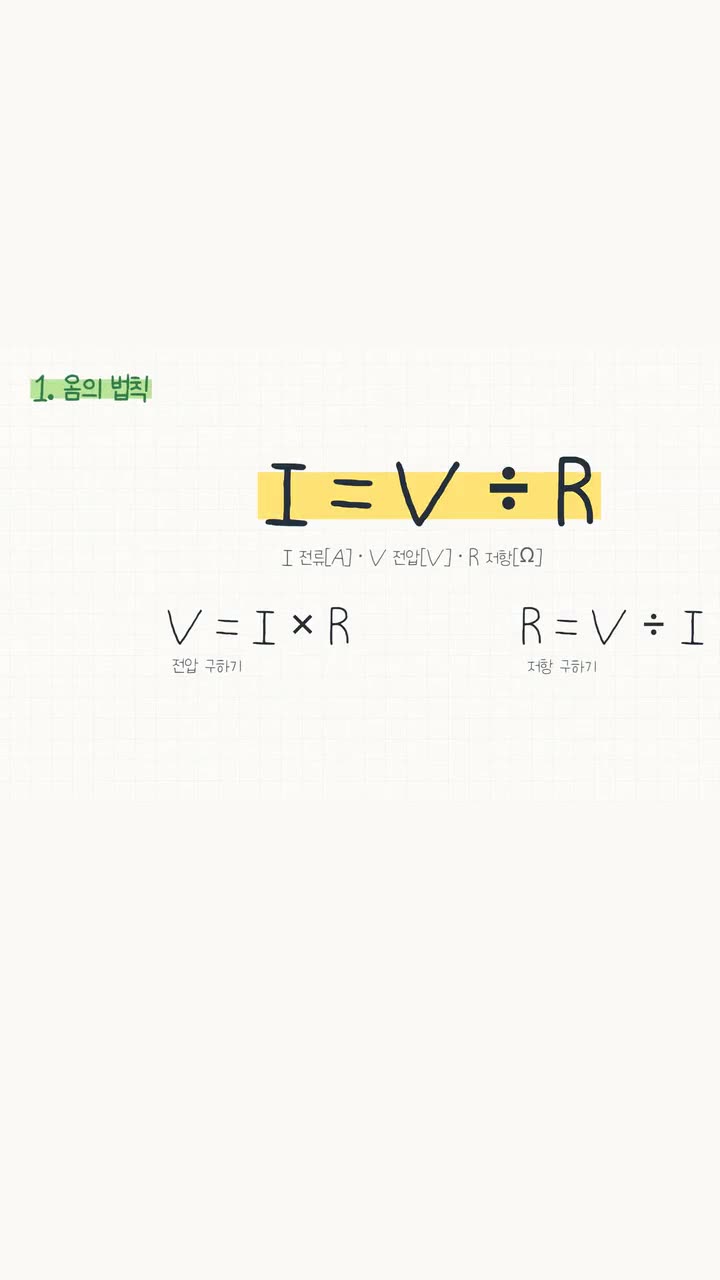 1. 옴의 법칙
I = V ÷ R
I 전류[A] · V 전압[V] · R 저항[Ω]
V = I × R
전압 구하기
R = V ÷ I
저항 구하기